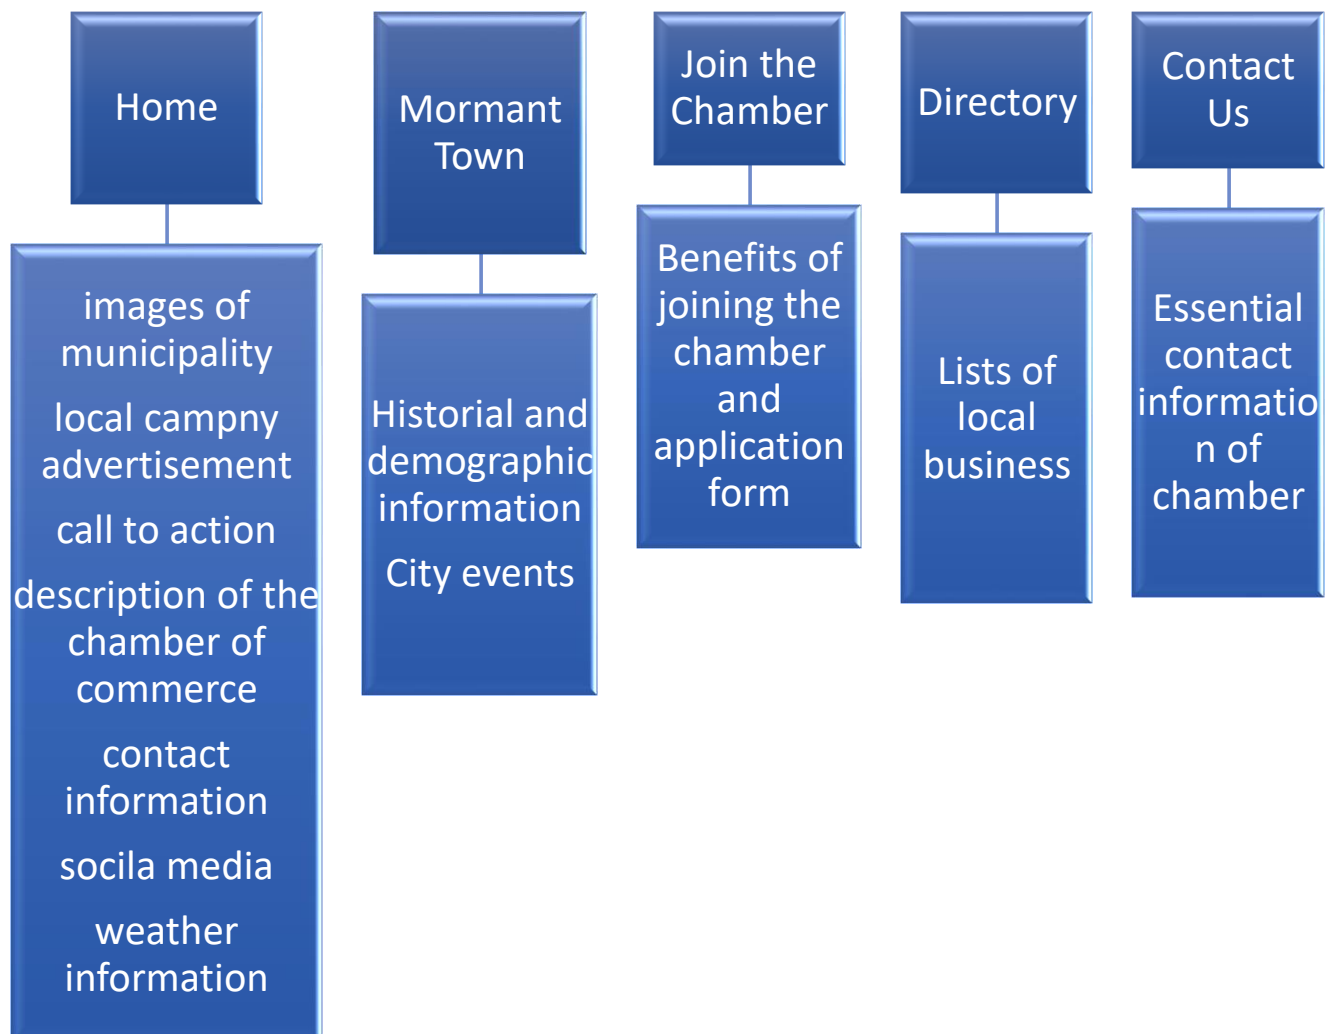 Home
images of
municipality
local campny
advertisement
call to action
description of the
chamber of
commerce
contact
information
socila media
weather
information
Mormant
Town
Historial and
demographic
information
City events
Join the
Chamber
Benefits of
joining the
chamber
and
application
form
Directory
Lists of
local
business
Contact
Us
Essential
contact
informatio
n of
chamber